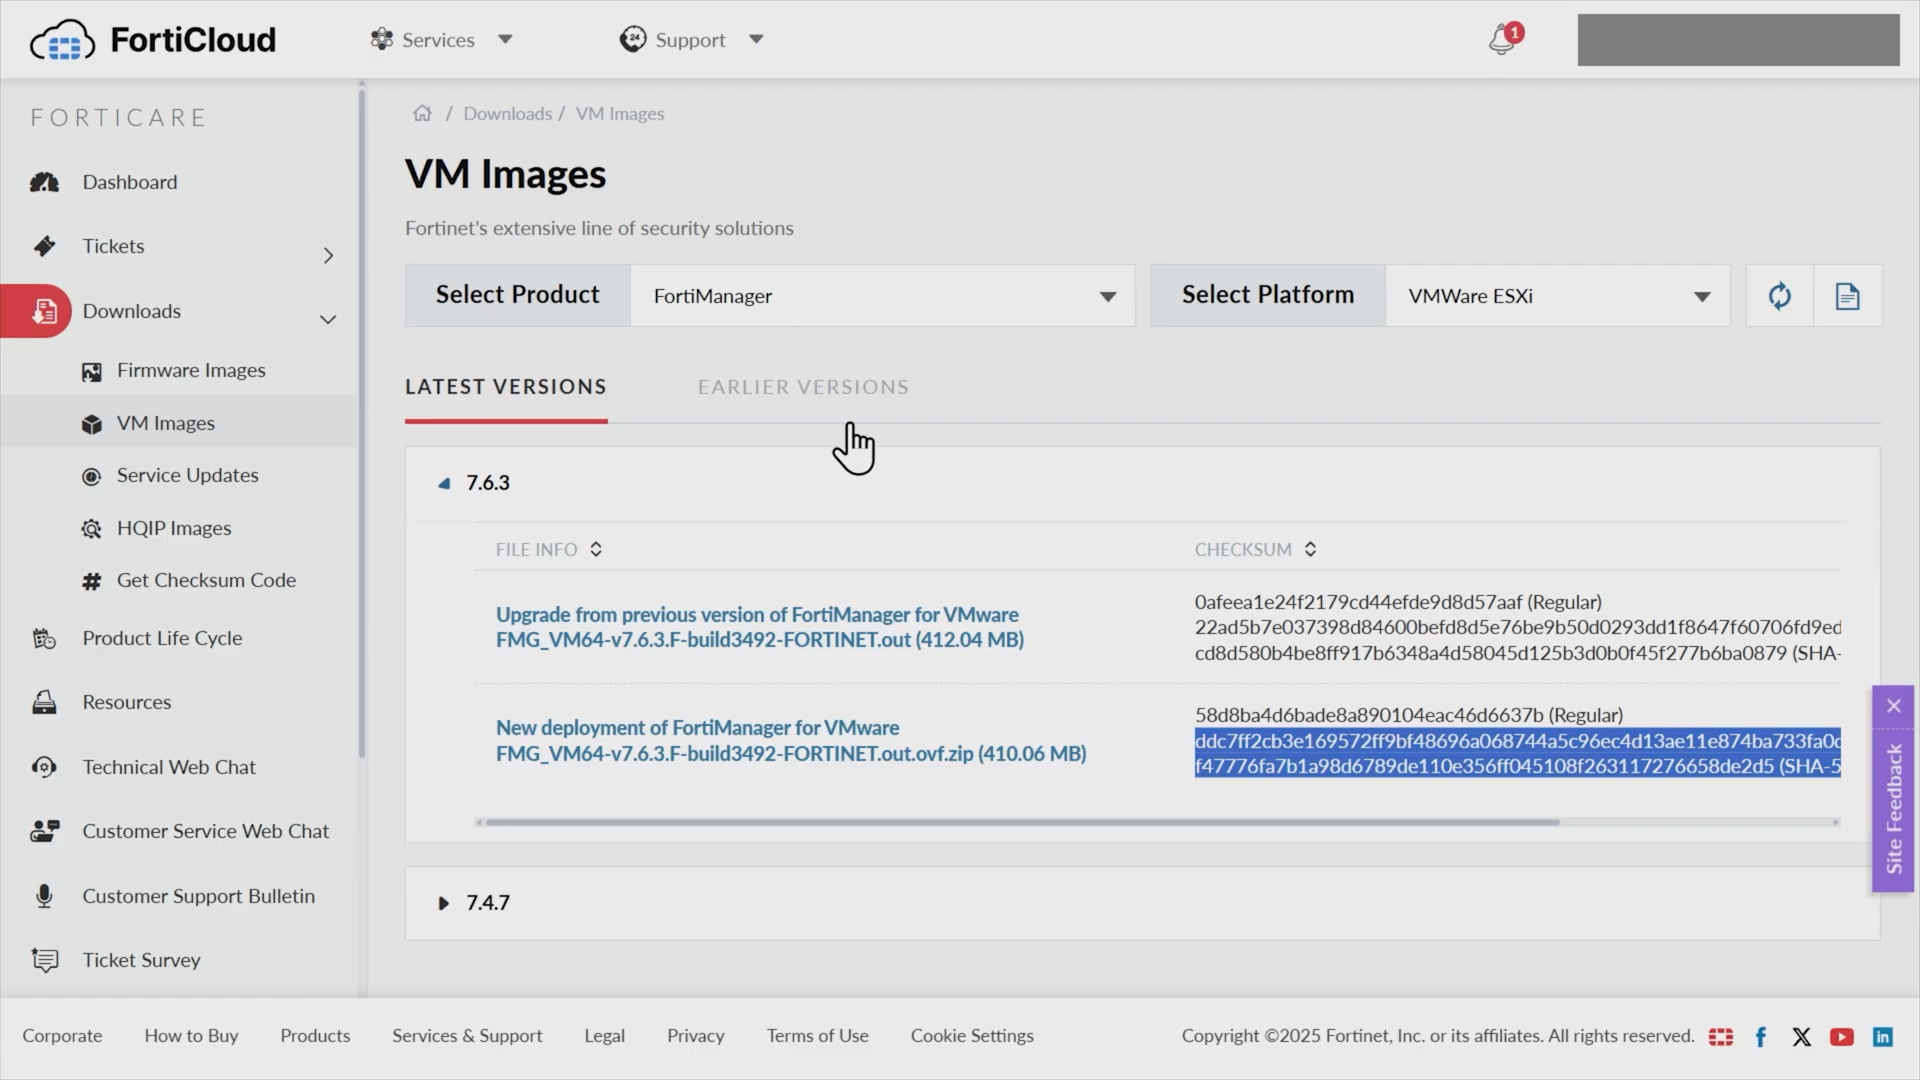 FortiCloud
Services
24
Support
1
FORTICARE
Dashboard
Tickets
Downloads
Firmware Images
VM Images
Service Updates
HQIP Images
Get Checksum Code
Product Life Cycle
Resources
Technical Web Chat
Customer Service Web Chat
Customer Support Bulletin
Ticket Survey
/ Downloads / VM Images
VM Images
Fortinet's extensive line of security solutions
Select Product FortiManager
Select Platform VMWare ESXi
LATEST VERSIONS EARLIER VERSIONS
7.6.3
FILE INFO CHECKSUM
Upgrade from previous version of FortiManager for VMware
FMG_VM64-v7.6.3.F-build3492-FORTINET.out (412.04 MB)
0afeea1e24f2179cd44efde9d8d57aaf (Regular)
22ad5b7e037398d84600befd8d5e76be9b50d0293dd1f8647f60706fd9ed
cd8d580b4be8ff917b6348a4d58045d125b3d0b0f45f277b6ba0879 (SHA-
New deployment of FortiManager for VMware
FMG_VM64-v7.6.3.F-build3492-FORTINET.out.ovf.zip (410.06 MB)
58d8ba4d6bade8a890104eac46d6637b (Regular)
ddc7ff2cb3e169572ff9bf48696a068744a5c96ec4d13ae11e874ba733fa0c
f47776fa7b1a98d6789de110e356ff045108f263117276658de2d5 (SHA-5
7.4.7
Site Feedback
Corporate How to Buy Products Services & Support Legal Privacy Terms of Use Cookie Settings Copyright ©2025 Fortinet, Inc. or its affiliates. All rights reserved.